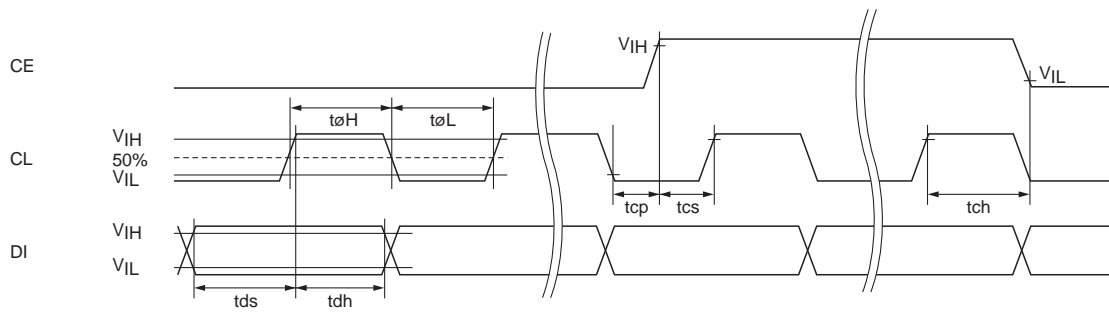 CE
VIH
VIL
tøH
tøL
CL
VIH
50%
VIL
tcp
tcs
tch
DI
VIH
VIL
tds
tdh